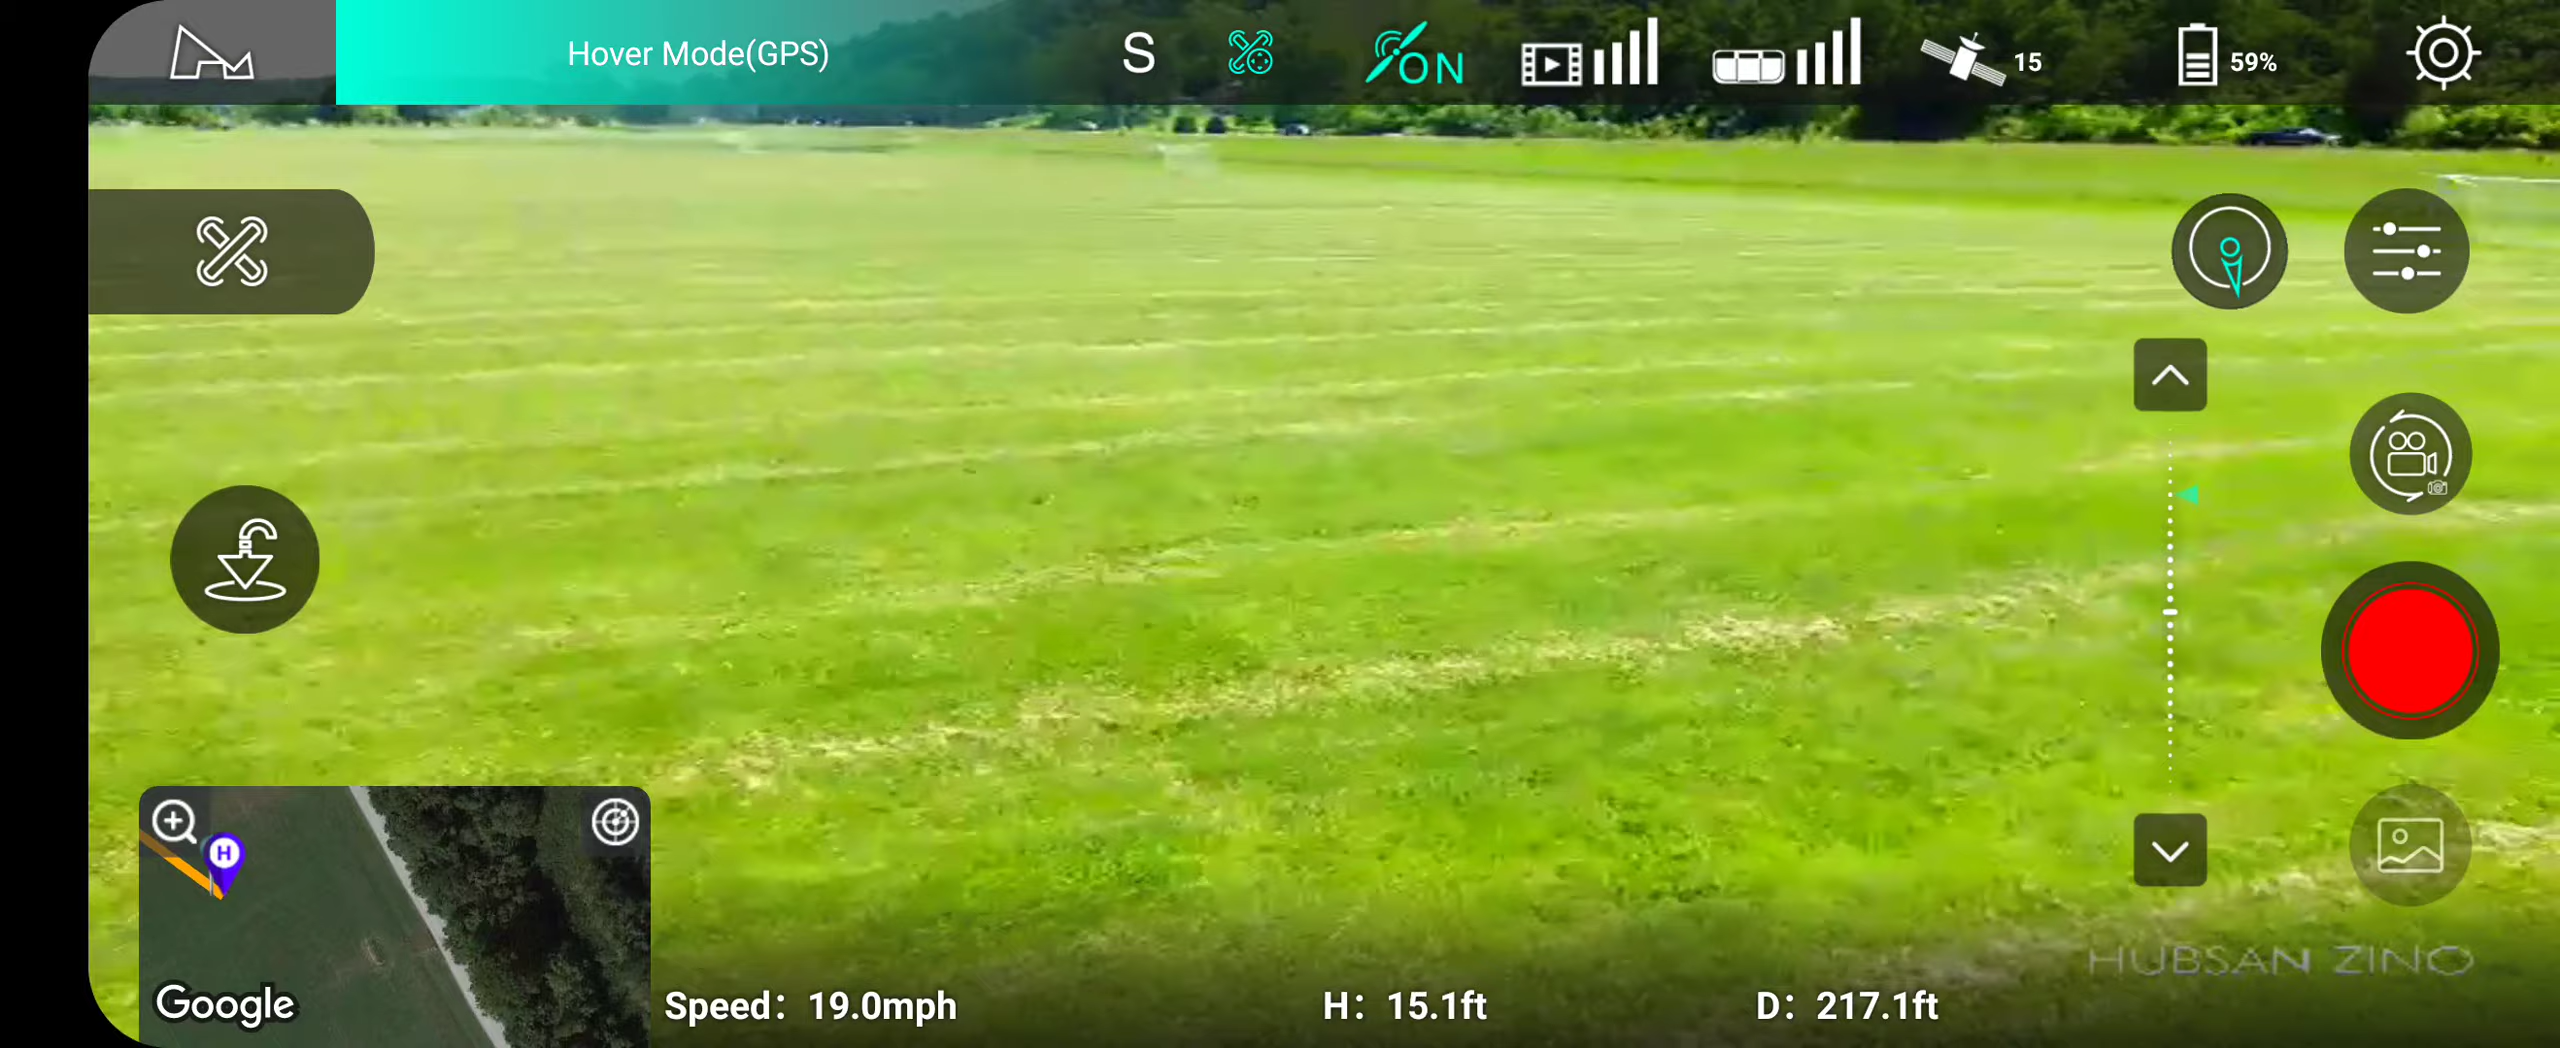 Hover Mode(GPS)
S
ON
15
59%
H
Google
HUBSAN ZINO
Speed: 19.0mph
H: 15.1ft
D: 217.1ft